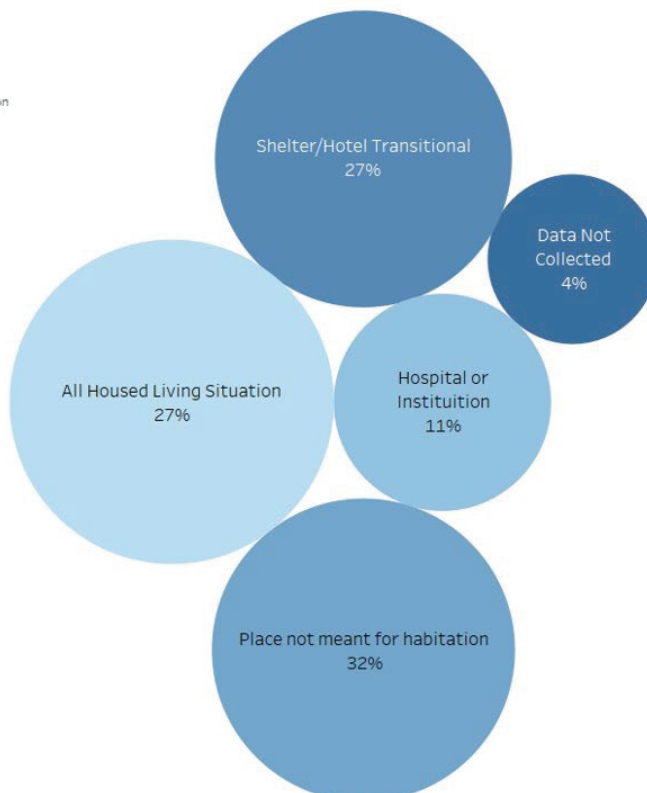 on
Shelter/Hotel Transitional
27%
Data Not
Collected
4%
All Housed Living Situation
27%
Hospital or
Instituition
11%
Place not meant for habitation
32%